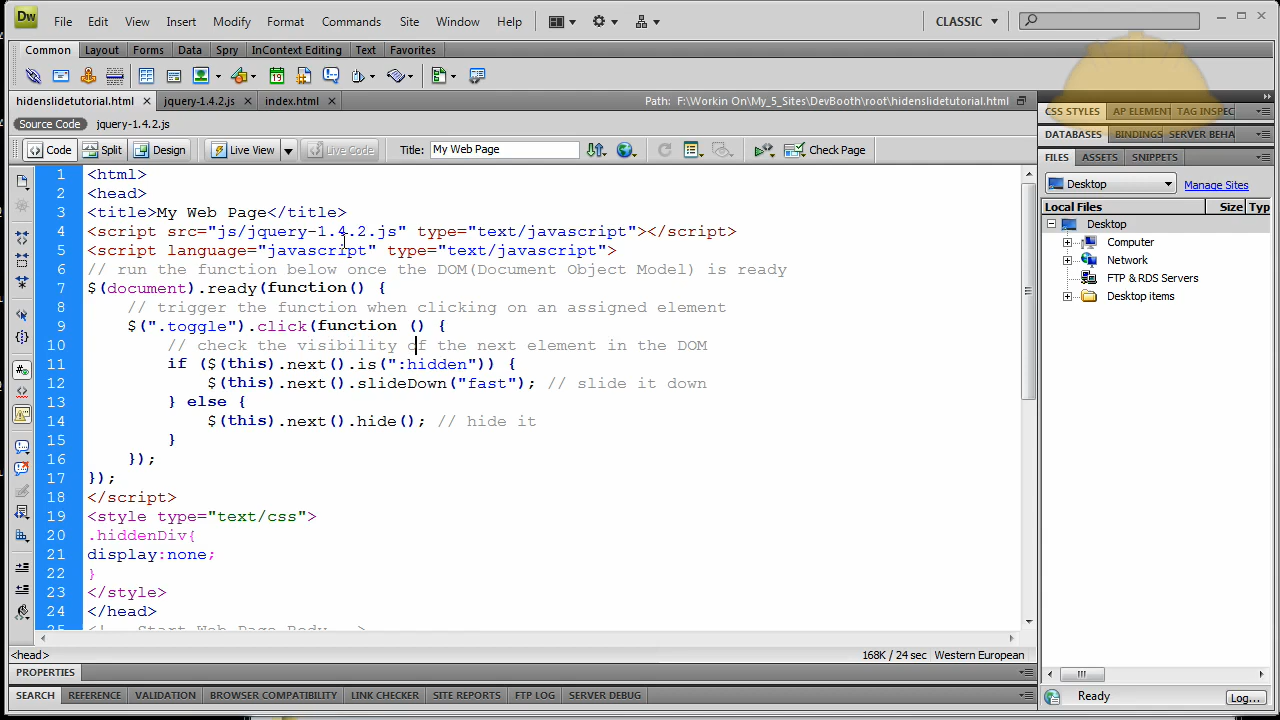 Dw File Edit View Insert Modify Format Commands Site Window Help CLASSIC
Common Layout Forms Data Spry InContext Editing Text Favorites
hidenslidetutorial.html jquery-1.4.2.js index.html Path: F:\Workin On\My_5_Sites\DevBooth\root\hidenslidetutorial.html
Source Code jquery-1.4.2.js
Code Split Design Live View Live Code Title: My Web Page Check Page
1 <html>
2 <head>
3 <title>My Web Page</title>
4 <script src="js/jquery-1.4.2.js" type="text/javascript"></script>
5 <script language="javascript" type="text/javascript">
6 // run the function below once the DOM(Document Object Model) is ready
7 $(document).ready(function() {
8 // trigger the function when clicking on an assigned element
9 $(".toggle").click(function () {
10 // check the visibility of the next element in the DOM
11 if ($(this).next().is(":hidden")) {
12 $(this).next().slideDown("fast"); // slide it down
13 } else {
14 $(this).next().hide(); // hide it
15 }
16 });
17 });
18 </script>
19 <style type="text/css">
20 .hiddenDiv{
21 display:none;
22 }
23 </style>
24 </head>
<head> 168K / 24 sec Western European
PROPERTIES
SEARCH REFERENCE VALIDATION BROWSER COMPATIBILITY LINK CHECKER SITE REPORTS FTP LOG SERVER DEBUG
CSS STYLES AP ELEMENT TAG INSPEC
DATABASES BINDINGS SERVER BEHA
FILES ASSETS SNIPPETS
Desktop Manage Sites
Local Files Size Typ
Desktop
Computer
Network
FTP & RDS Servers
Desktop items
Ready Log...